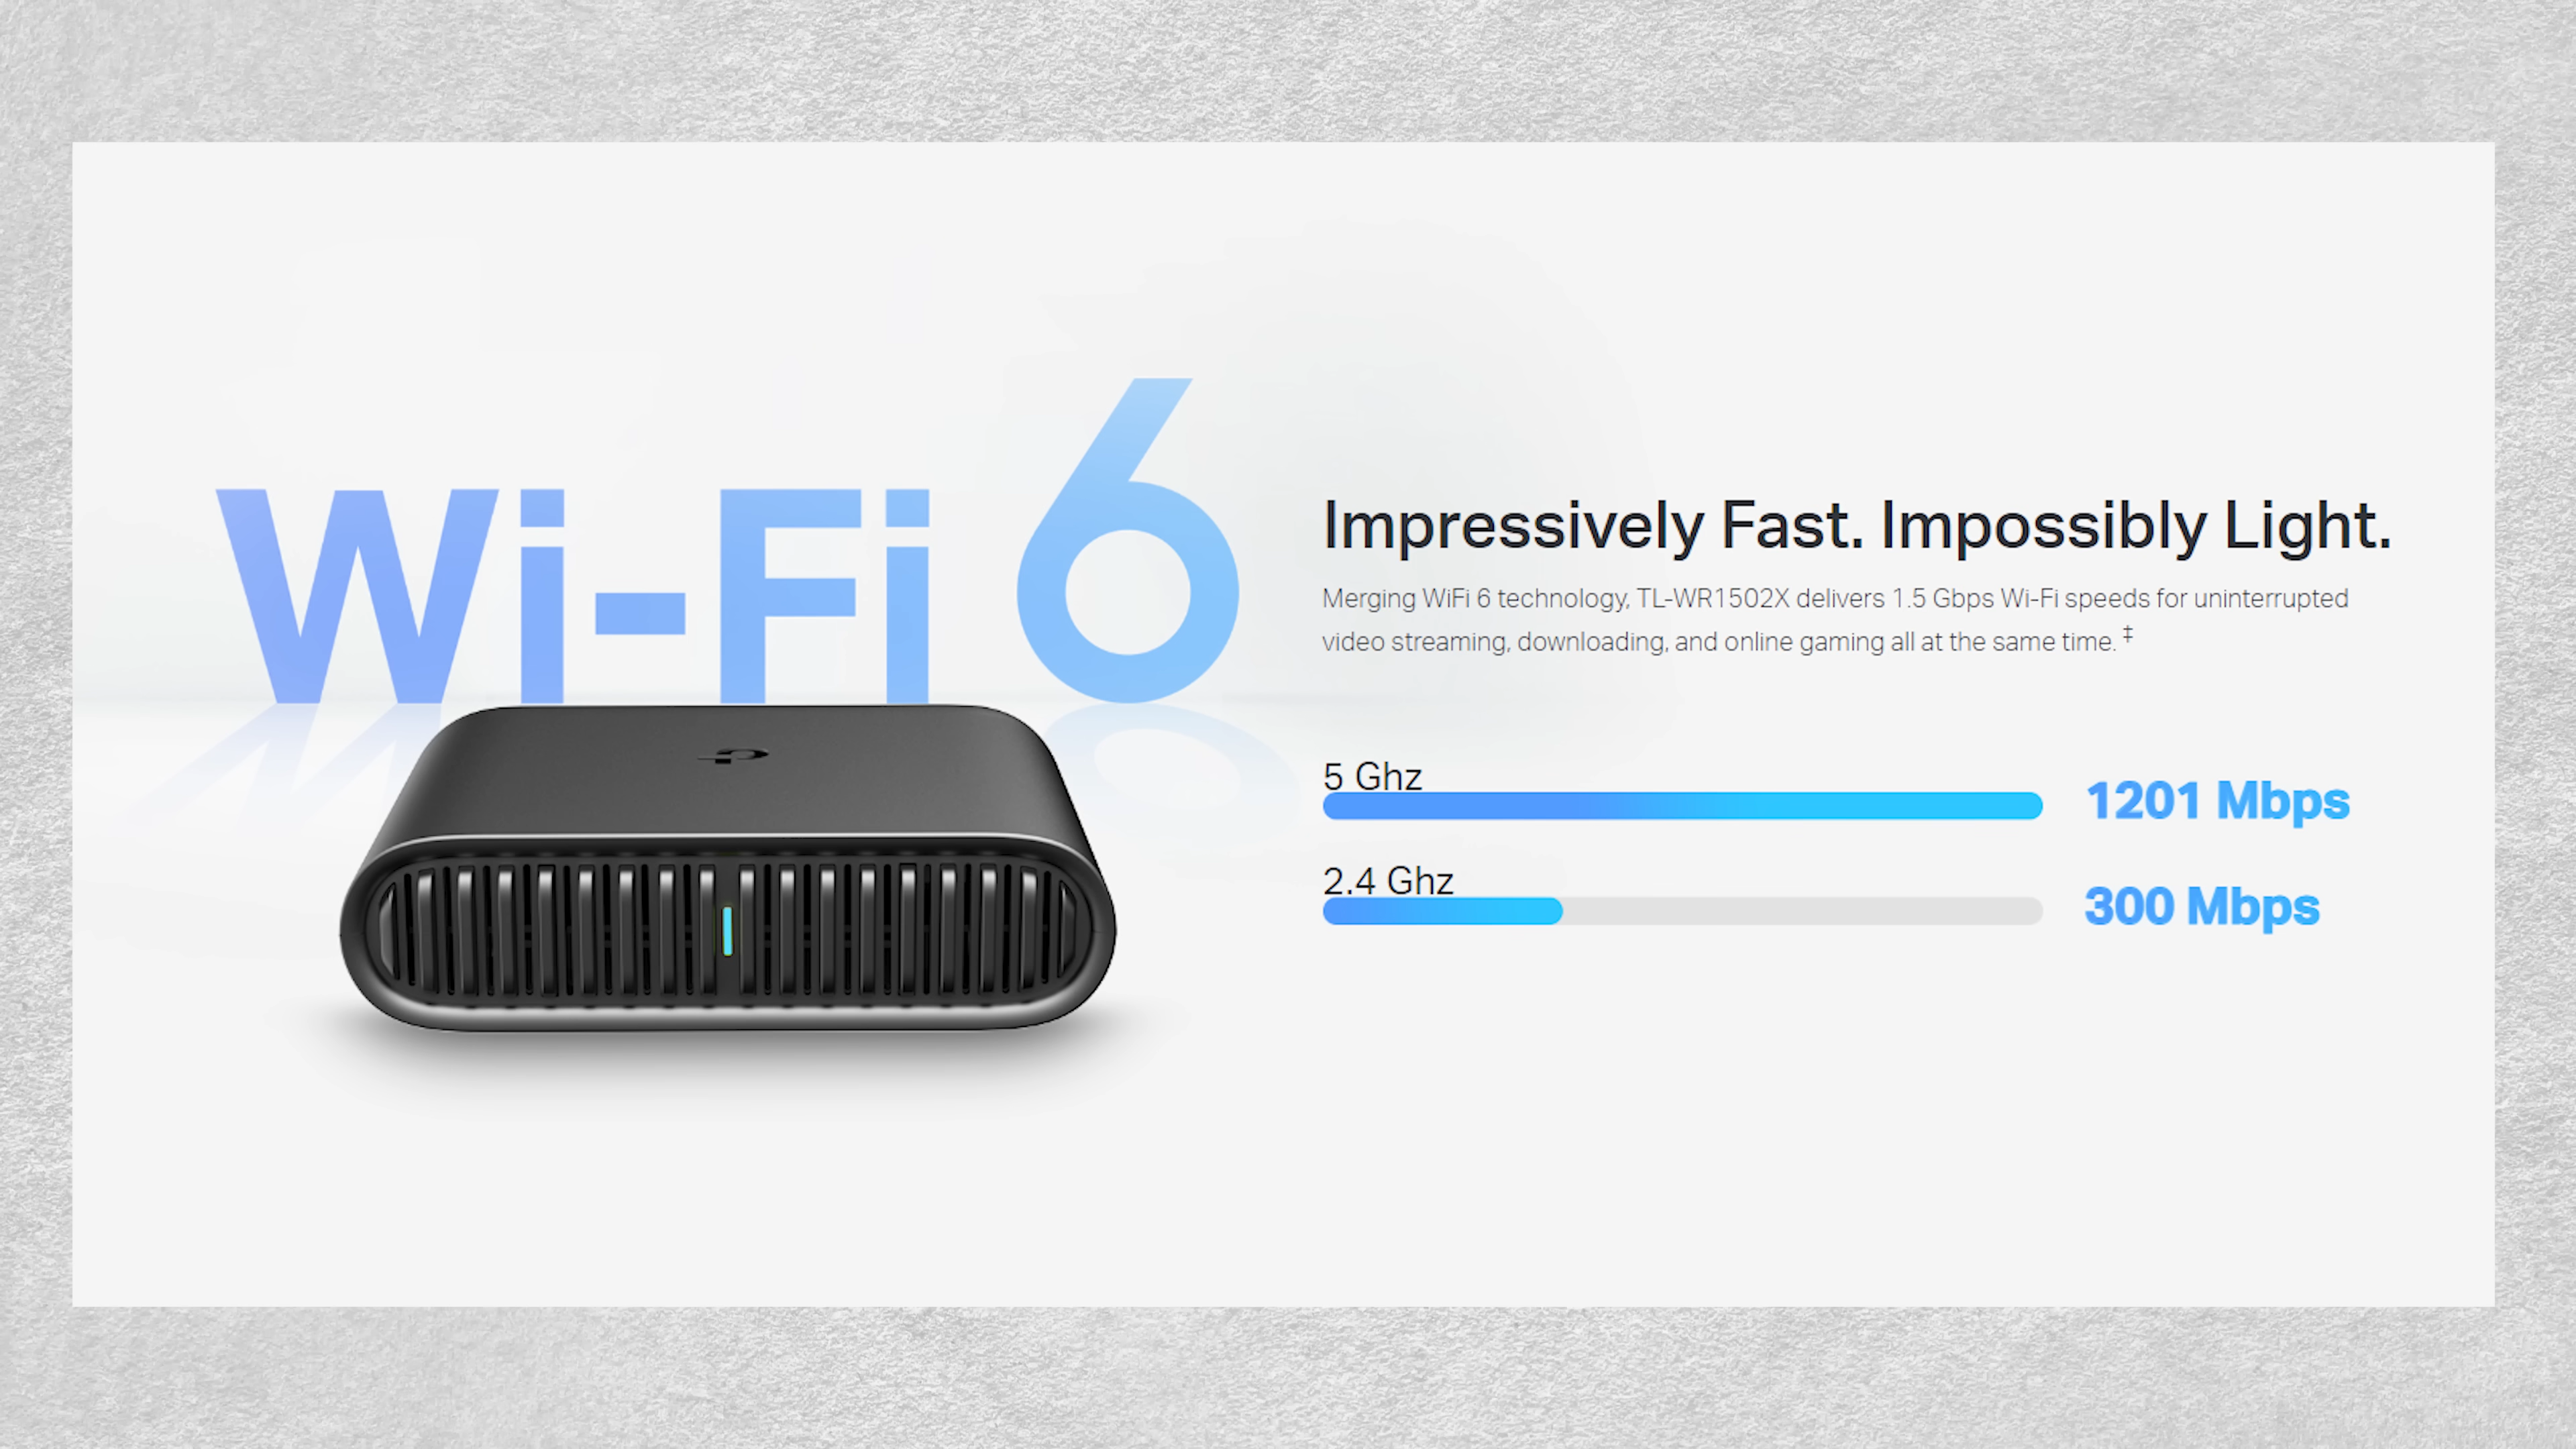 Wi-Fi 6
Impressively Fast. Impossibly Light.
Merging WiFi 6 technology, TL-WR1502X delivers 1.5 Gbps Wi-Fi speeds for uninterrupted
video streaming, downloading, and online gaming all at the same time. ‡
5 Ghz
1201 Mbps
2.4 Ghz
300 Mbps